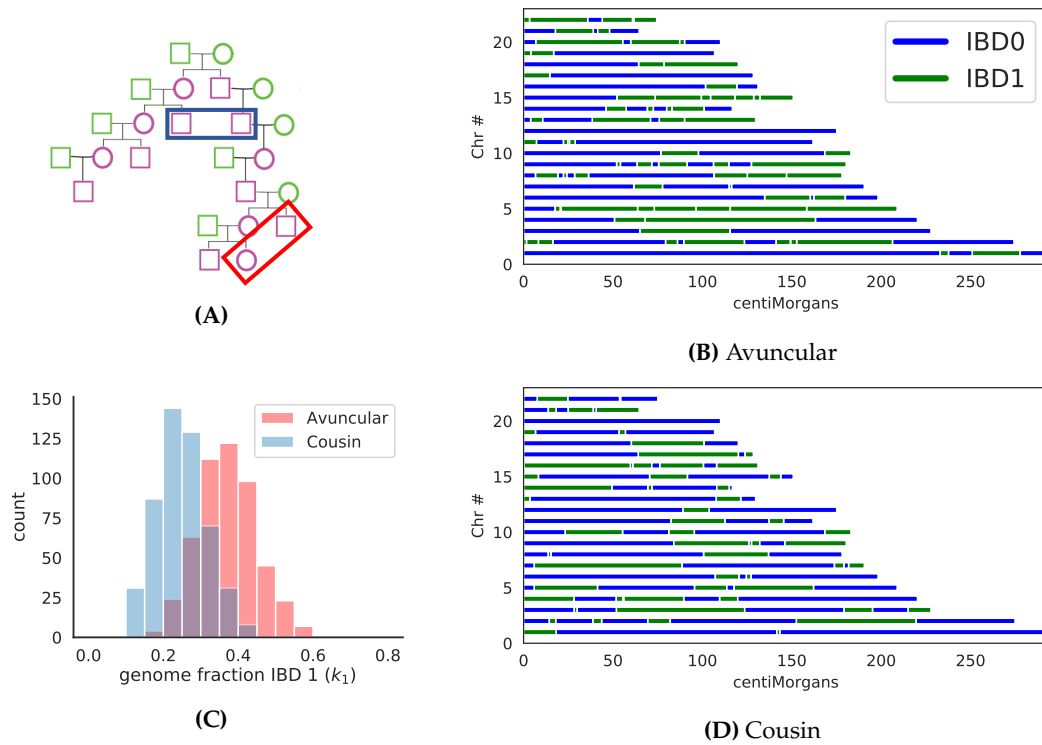 (A)
20
15
10
5
0
Chr #
0
50
100
150
200
250
centiMorgans
IBD0
IBD1
(B) Avuncular
150
125
100
75
50
25
0
count
0.0
0.2
0.4
0.6
0.8
genome fraction IBD 1 (k₁)
Avuncular
Cousin
(C)
20
15
10
5
0
Chr #
0
50
100
150
200
250
centiMorgans
(D) Cousin